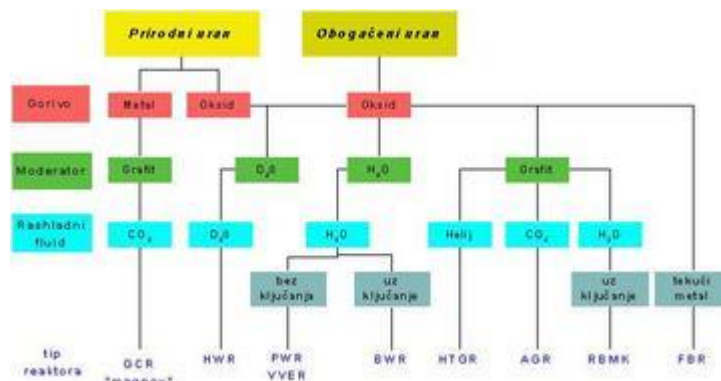 Prirodni uran
Obogaćeni uran
Gorivo
Metal
Oksid
Oksid
Moderator
Grafit
D₂O
H₂O
Grafit
Rashladni
fluid
CO₂
D₂O
H₂O
Helij
CO₂
H₂O
bez
ključanja
uz
ključanje
uz
ključanje
tekući
metal
tip
reaktora
GCR
"magnox"
HWR
PWR
VVER
BWR
HTGR
AGR
RBMK
FBR